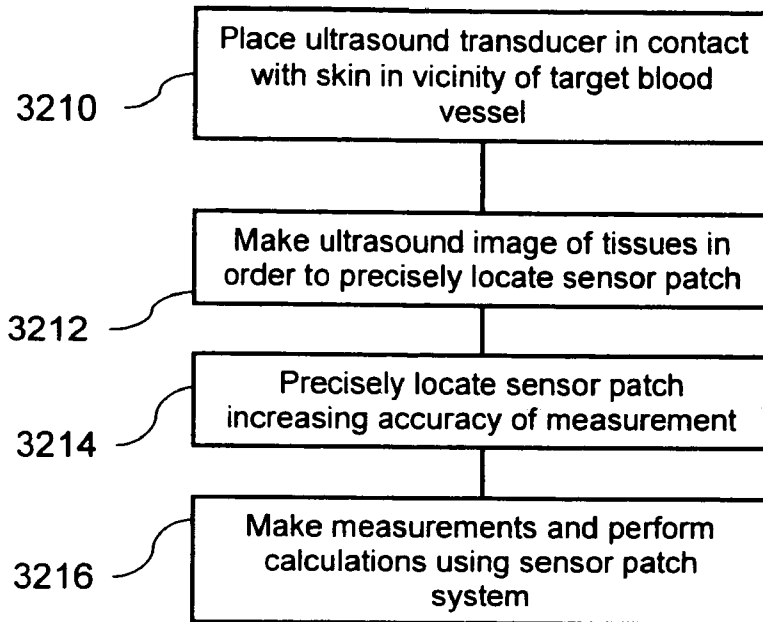 Place ultrasound transducer in contact
with skin in vicinity of target blood
vessel
3210
Make ultrasound image of tissues in
order to precisely locate sensor patch
3212
Precisely locate sensor patch
increasing accuracy of measurement
3214
Make measurements and perform
calculations using sensor patch
system
3216